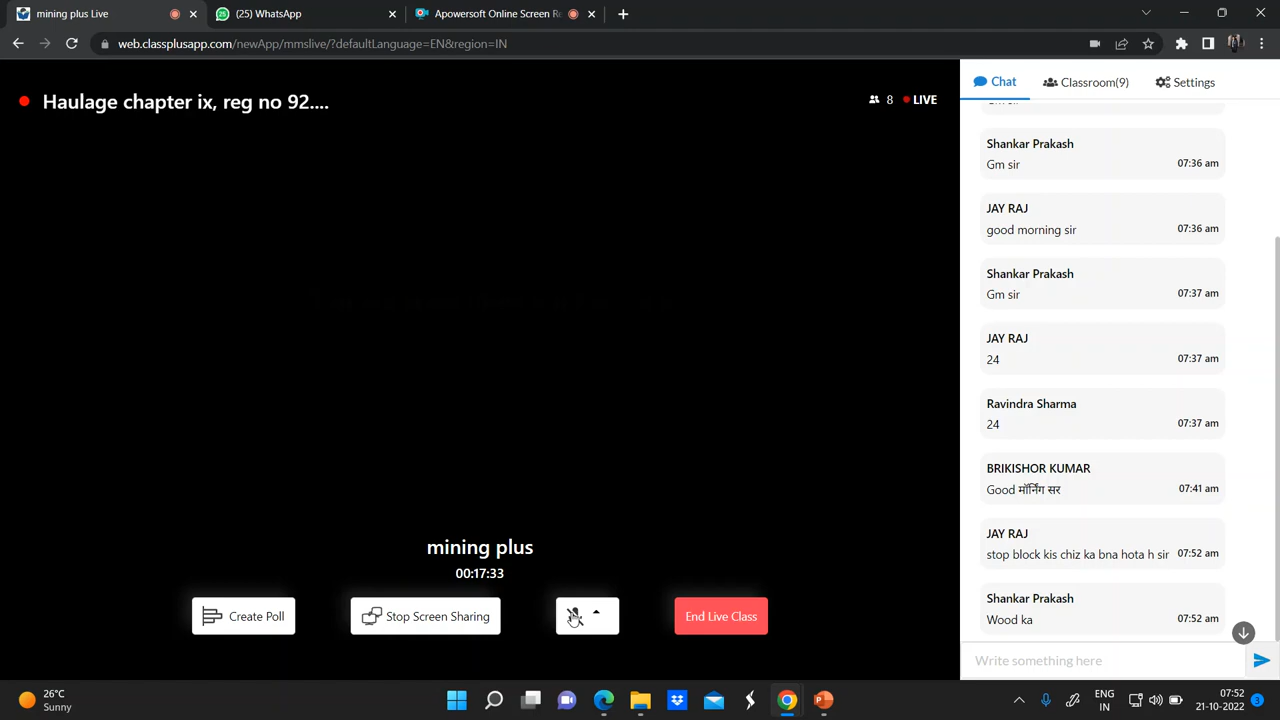 mining plus Live
(25) WhatsApp
Apowersoft Online Screen Re
web.classplusapp.com/newApp/mmslive/?defaultLanguage=EN&region=IN
Haulage chapter ix, reg no 92....
8 LIVE
Chat
Classroom(9)
Settings
Shankar Prakash
Gm sir 07:36 am
JAY RAJ
good morning sir 07:36 am
Shankar Prakash
Gm sir 07:37 am
JAY RAJ
24 07:37 am
Ravindra Sharma
24 07:37 am
BRIKISHOR KUMAR
Good मॉर्निंग सर 07:41 am
JAY RAJ
stop block kis chiz ka bna hota h sir 07:52 am
Shankar Prakash
Wood ka 07:52 am
Write something here
mining plus
00:17:33
Create Poll
Stop Screen Sharing
End Live Class
26°C
Sunny
ENG
IN
07:52
21-10-2022
3